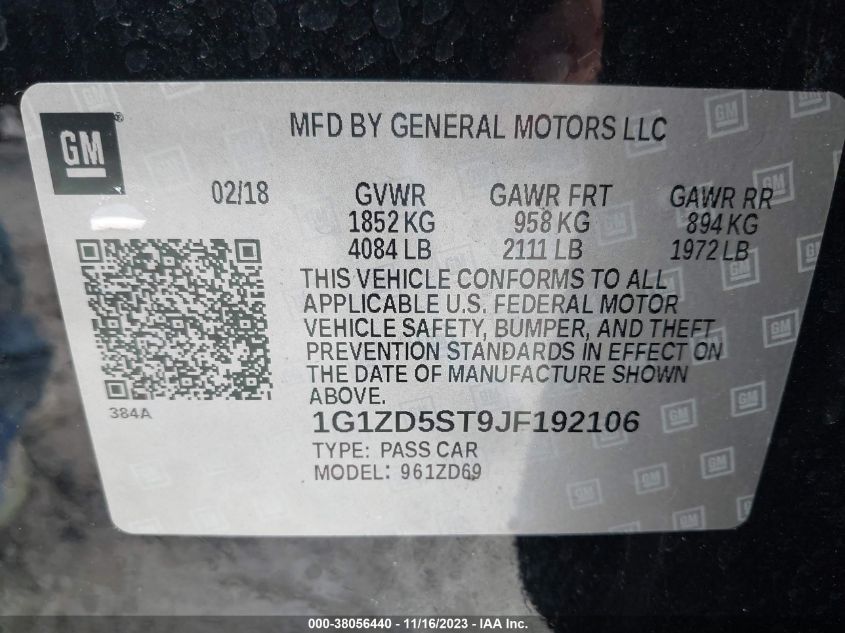 GM
MFD BY GENERAL MOTORS LLC
02/18 GVWR GAWR FRT GAWR RR
1852 KG 958 KG 894 KG
4084 LB 2111 LB 1972 LB
THIS VEHICLE CONFORMS TO ALL
APPLICABLE U.S. FEDERAL MOTOR
VEHICLE SAFETY, BUMPER, AND THEFT
PREVENTION STANDARDS IN EFFECT ON
THE DATE OF MANUFACTURE SHOWN
ABOVE.
384A
1G1ZD5ST9JF192106
TYPE: PASS CAR
MODEL: 961ZD69
000-38056440 - 11/16/2023 - IAA Inc.